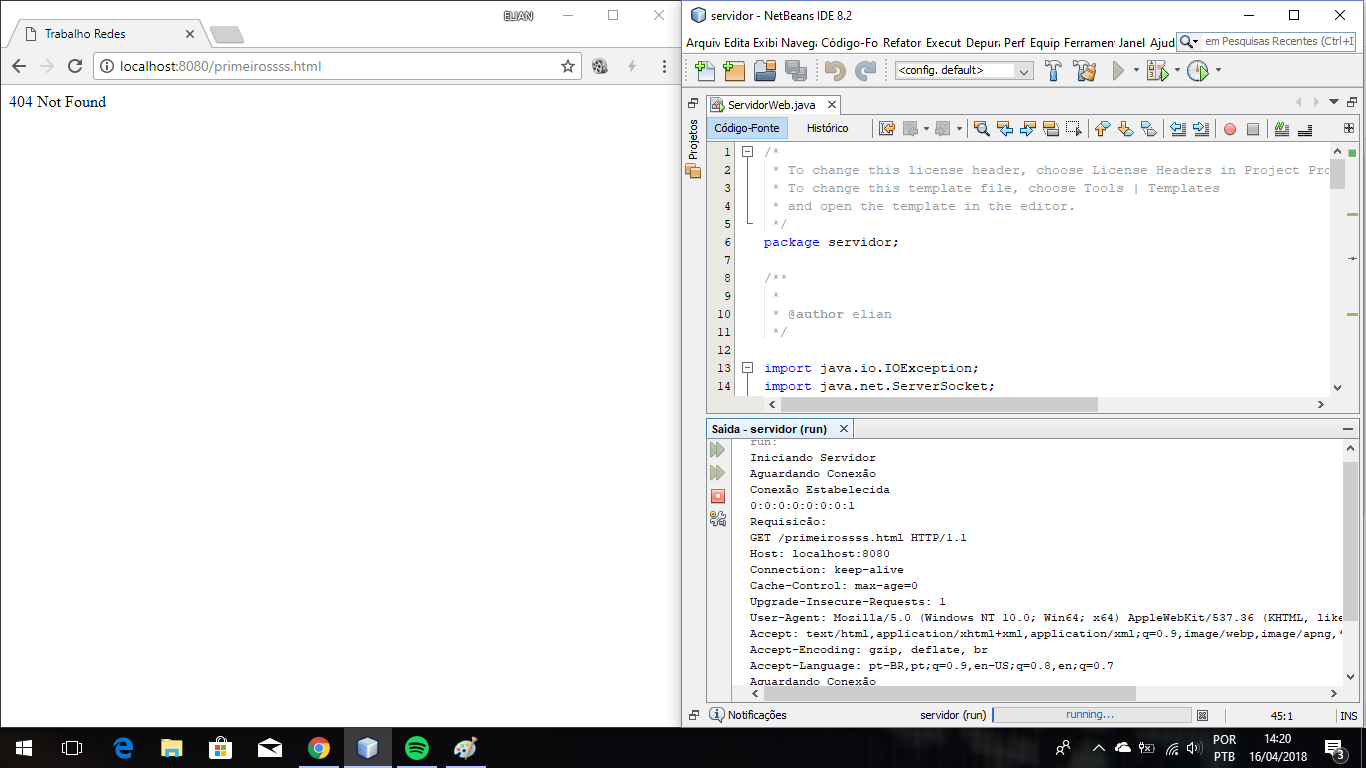 ELIAN
Trabalho Redes
localhost:8080/primeirossss.html
404 Not Found
servidor - NetBeans IDE 8.2
Arquiv Edita Exibi Naveg Código-Fo Refator Execut Depura Perf Equip Ferramen Janel Ajud
em Pesquisas Recentes (Ctrl+I
<config. default>
Projetos
ServidorWeb.java
Código-Fonte Histórico
1 /*
2 * To change this license header, choose License Headers in Project Pro
3 * To change this template file, choose Tools | Templates
4 * and open the template in the editor.
5 */
6 package servidor;
7
8 /**
9 *
10 * @author elian
11 */
12
13 import java.io.IOException;
14 import java.net.ServerSocket;
Saída - servidor (run)
run:
Iniciando Servidor
Aguardando Conexão
Conexão Estabelecida
0:0:0:0:0:0:0:1
Requisicão:
GET /primeirossss.html HTTP/1.1
Host: localhost:8080
Connection: keep-alive
Cache-Control: max-age=0
Upgrade-Insecure-Requests: 1
User-Agent: Mozilla/5.0 (Windows NT 10.0; Win64; x64) AppleWebKit/537.36 (KHTML, like
Accept: text/html,application/xhtml+xml,application/xml;q=0.9,image/webp,image/apng,*
Accept-Encoding: gzip, deflate, br
Accept-Language: pt-BR,pt;q=0.9,en-US;q=0.8,en;q=0.7
Aguardando Conexão
Notificações
servidor (run)
running...
45:1
INS
POR
PTB
14:20
16/04/2018
3